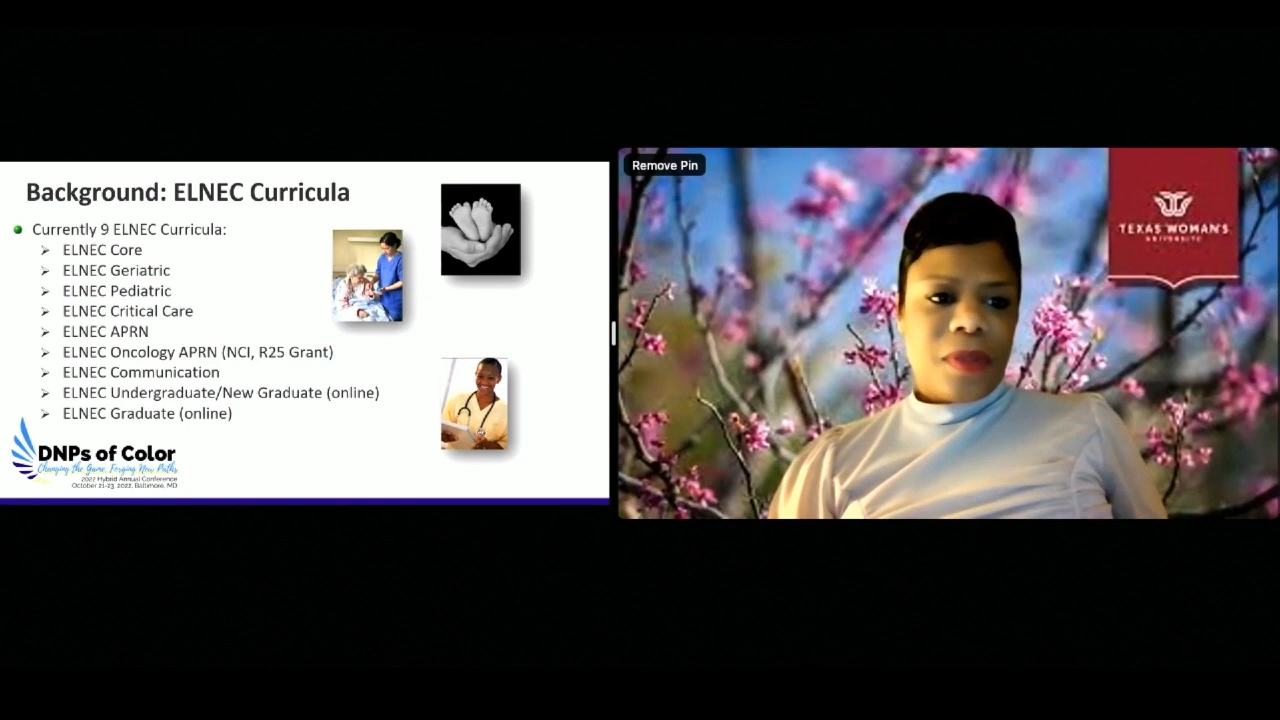 Background: ELNEC Curricula
Currently 9 ELNEC Curricula:
ELNEC Core
ELNEC Geriatric
ELNEC Pediatric
ELNEC Critical Care
ELNEC APRN
ELNEC Oncology APRN (NCI, R25 Grant)
ELNEC Communication
ELNEC Undergraduate/New Graduate (online)
ELNEC Graduate (online)
DNPs of Color
Changing the Game, Forging New Paths
2022 Hybrid Annual Conference
October 21-23, 2022, Baltimore, MD
Remove Pin
TEXAS WOMAN'S
UNIVERSITY